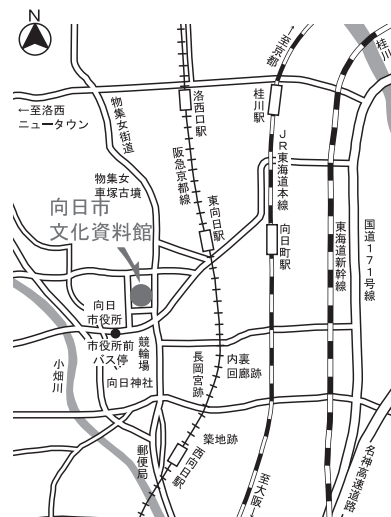 N
↑至京都
桂川
←至洛西
ニュータウン
物集女街道
洛西口駅
桂川駅
阪急京都線
JR東海道本線
物集女
車塚古墳
向日市
文化資料館
東向日駅
向日町駅
東海道新幹線
国道171号線
向日
市役所
市役所前
バス停
競輪場
向日神社
小畑川
長岡宮跡
内裏
回廊跡
築地跡
郵便局
西向日駅
至大阪↓
名神高速道路